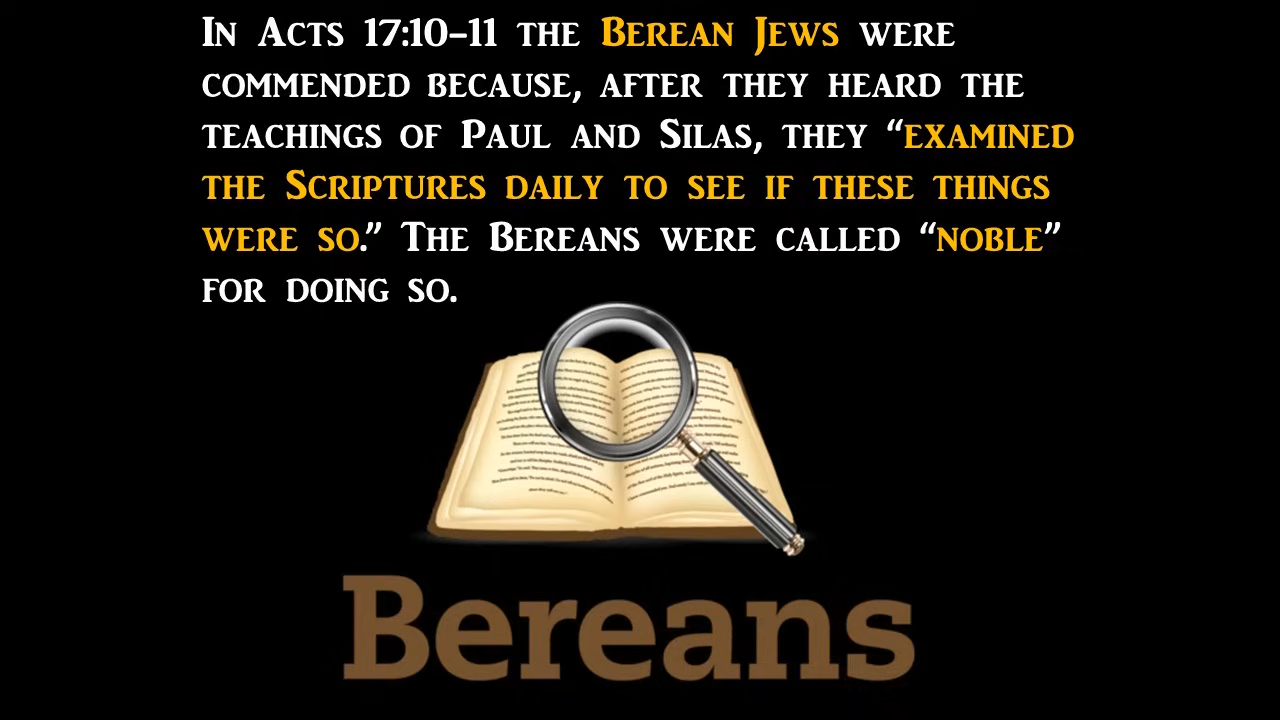 In Acts 17:10–11 the Berean Jews were
commended because, after they heard the
teachings of Paul and Silas, they “examined
the Scriptures daily to see if these things
were so.” The Bereans were called “noble”
for doing so.
Bereans